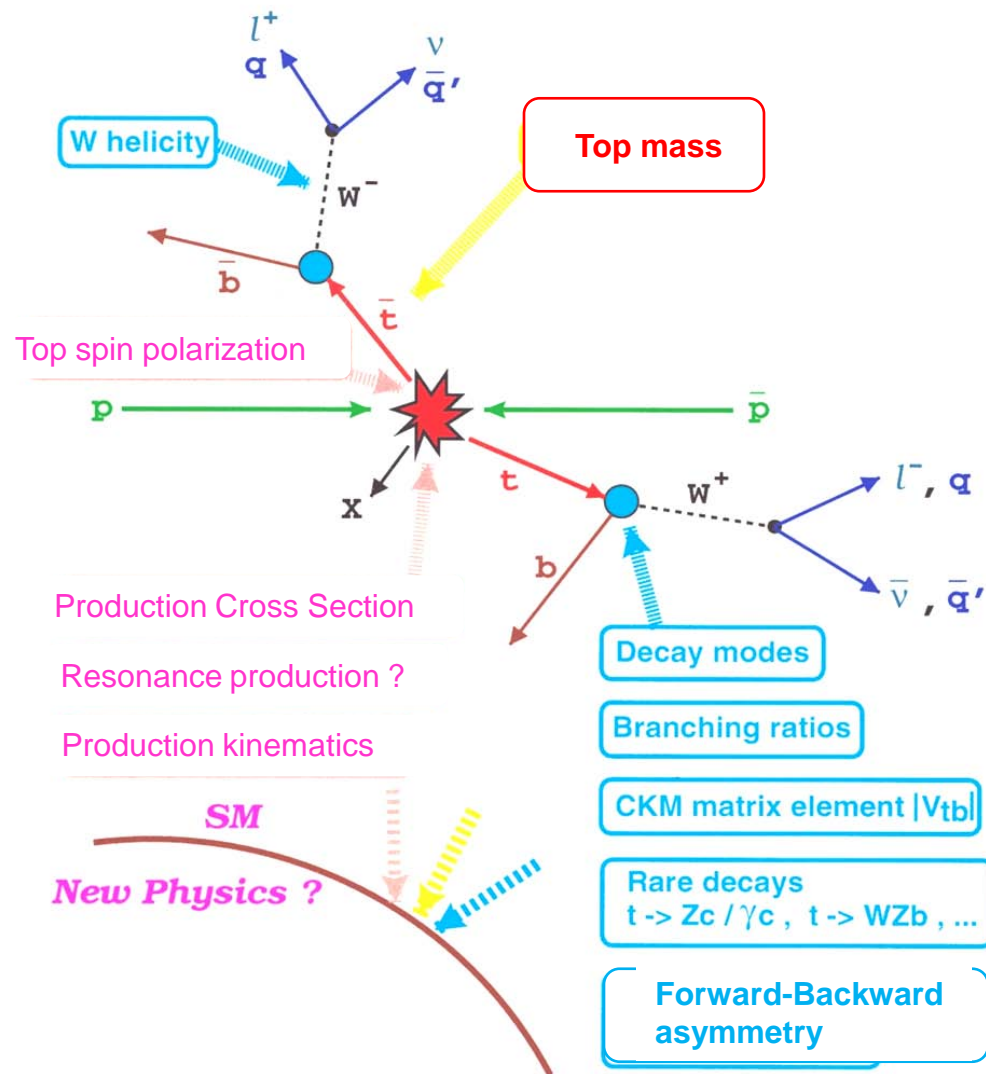 l⁺
q
ν
q̄'
W helicity
Top mass
W⁻
b̄
t̄
Top spin polarization
p
p̄
t
W⁺
l⁻, q
X
b
ν̄, q̄'
Production Cross Section
Resonance production ?
Production kinematics
Decay modes
Branching ratios
CKM matrix element |Vtb|
Rare decays
t -> Zc / γc , t -> WZb , ...
Forward-Backward
asymmetry
SM
New Physics ?